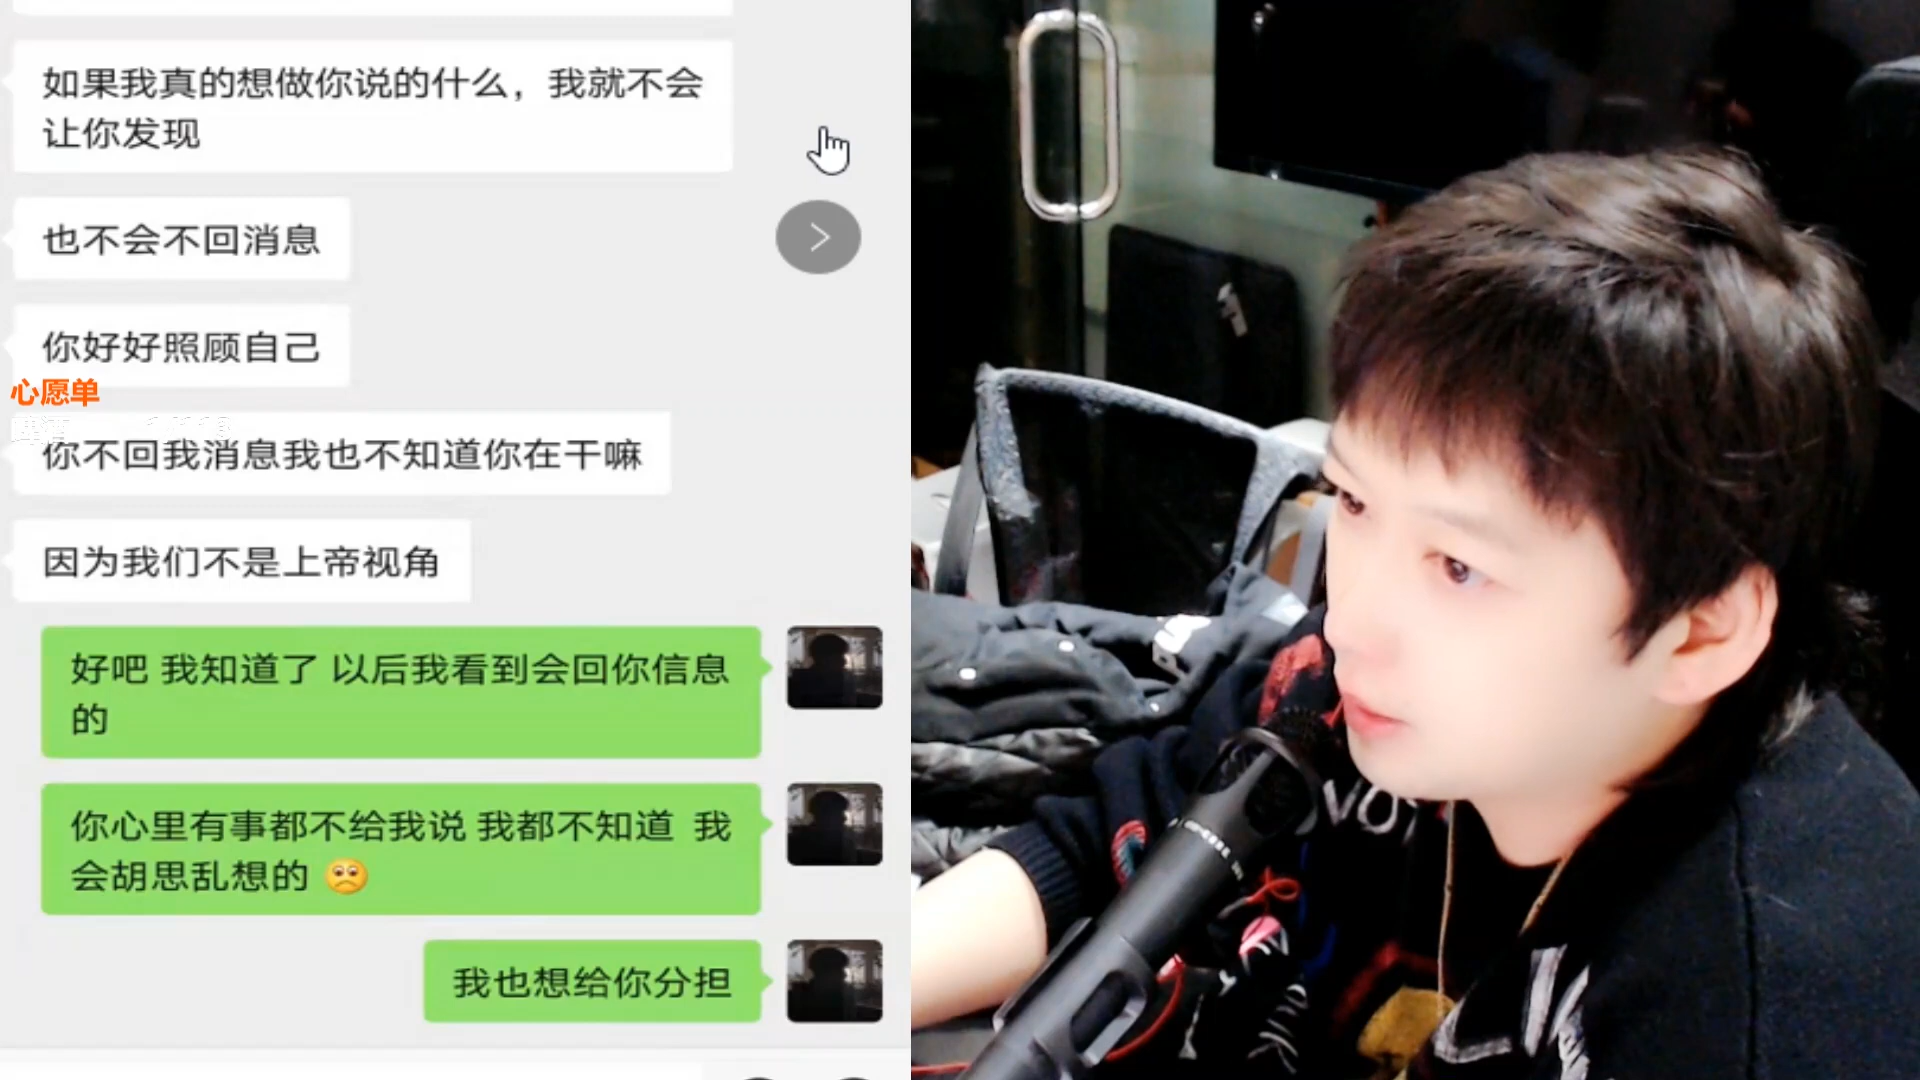 如果我真的想做你说的什么，我就不会
让你发现
也不会不回消息
你好好照顾自己
心愿单
你不回我消息我也不知道你在干嘛
因为我们不是上帝视角
好吧 我知道了 以后我看到会回你信息
的
你心里有事都不给我说 我都不知道 我
会胡思乱想的
我也想给你分担